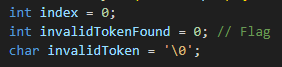 int index = 0;
int invalidTokenFound = 0; // Flag
char invalidToken = '\0';